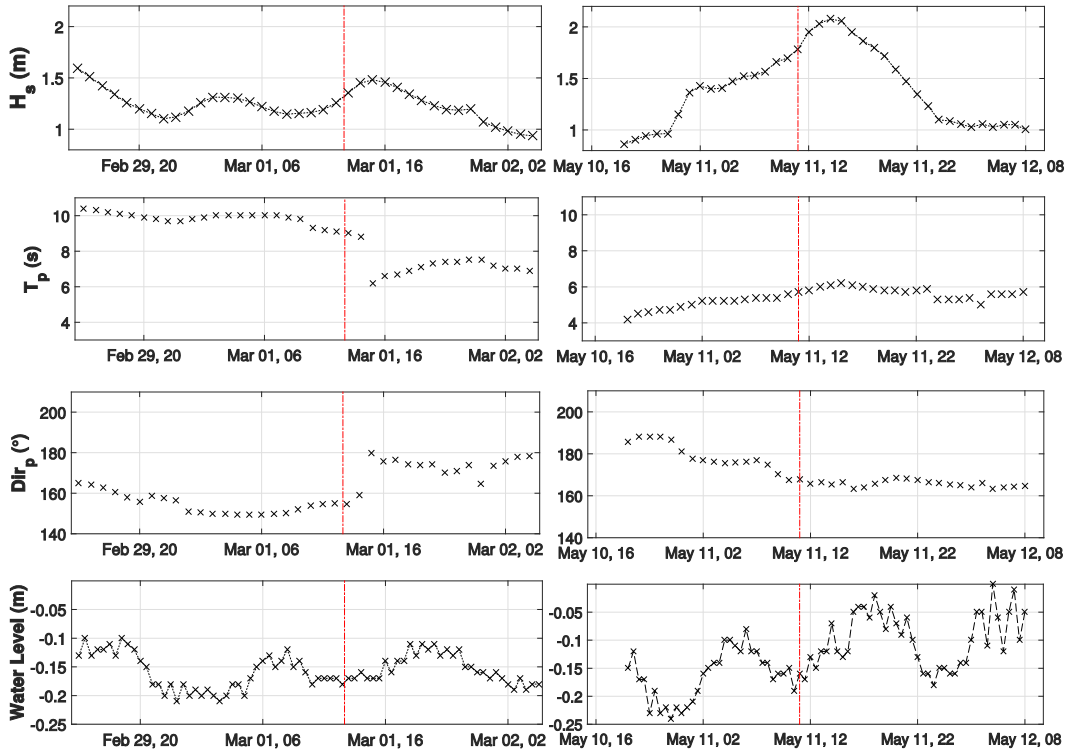 H_s (m)
2
1.5
1
Feb 29, 20 Mar 01, 06 Mar 01, 16 Mar 02, 02
2
1.5
1
May 10, 16 May 11, 02 May 11, 12 May 11, 22 May 12, 08
T_p (s)
10
8
6
4
Feb 29, 20 Mar 01, 06 Mar 01, 16 Mar 02, 02
10
8
6
4
May 10, 16 May 11, 02 May 11, 12 May 11, 22 May 12, 08
Dir_p (°)
200
180
160
140
Feb 29, 20 Mar 01, 06 Mar 01, 16 Mar 02, 02
200
180
160
140
May 10, 16 May 11, 02 May 11, 12 May 11, 22 May 12, 08
Water Level (m)
-0.05
-0.1
-0.15
-0.2
-0.25
Feb 29, 20 Mar 01, 06 Mar 01, 16 Mar 02, 02
-0.05
-0.1
-0.15
-0.2
-0.25
May 10, 16 May 11, 02 May 11, 12 May 11, 22 May 12, 08